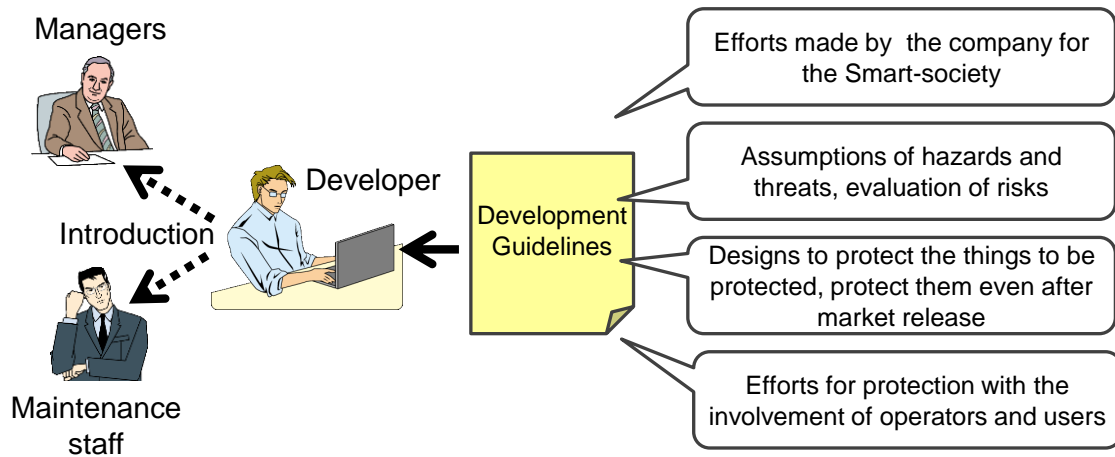 Managers
Introduction
Maintenance
staff
Developer
Development
Guidelines
Efforts made by  the company for
the Smart-society
Assumptions of hazards and
threats, evaluation of risks
Designs to protect the things to be
protected, protect them even after
market release
Efforts for protection with the
involvement of operators and users